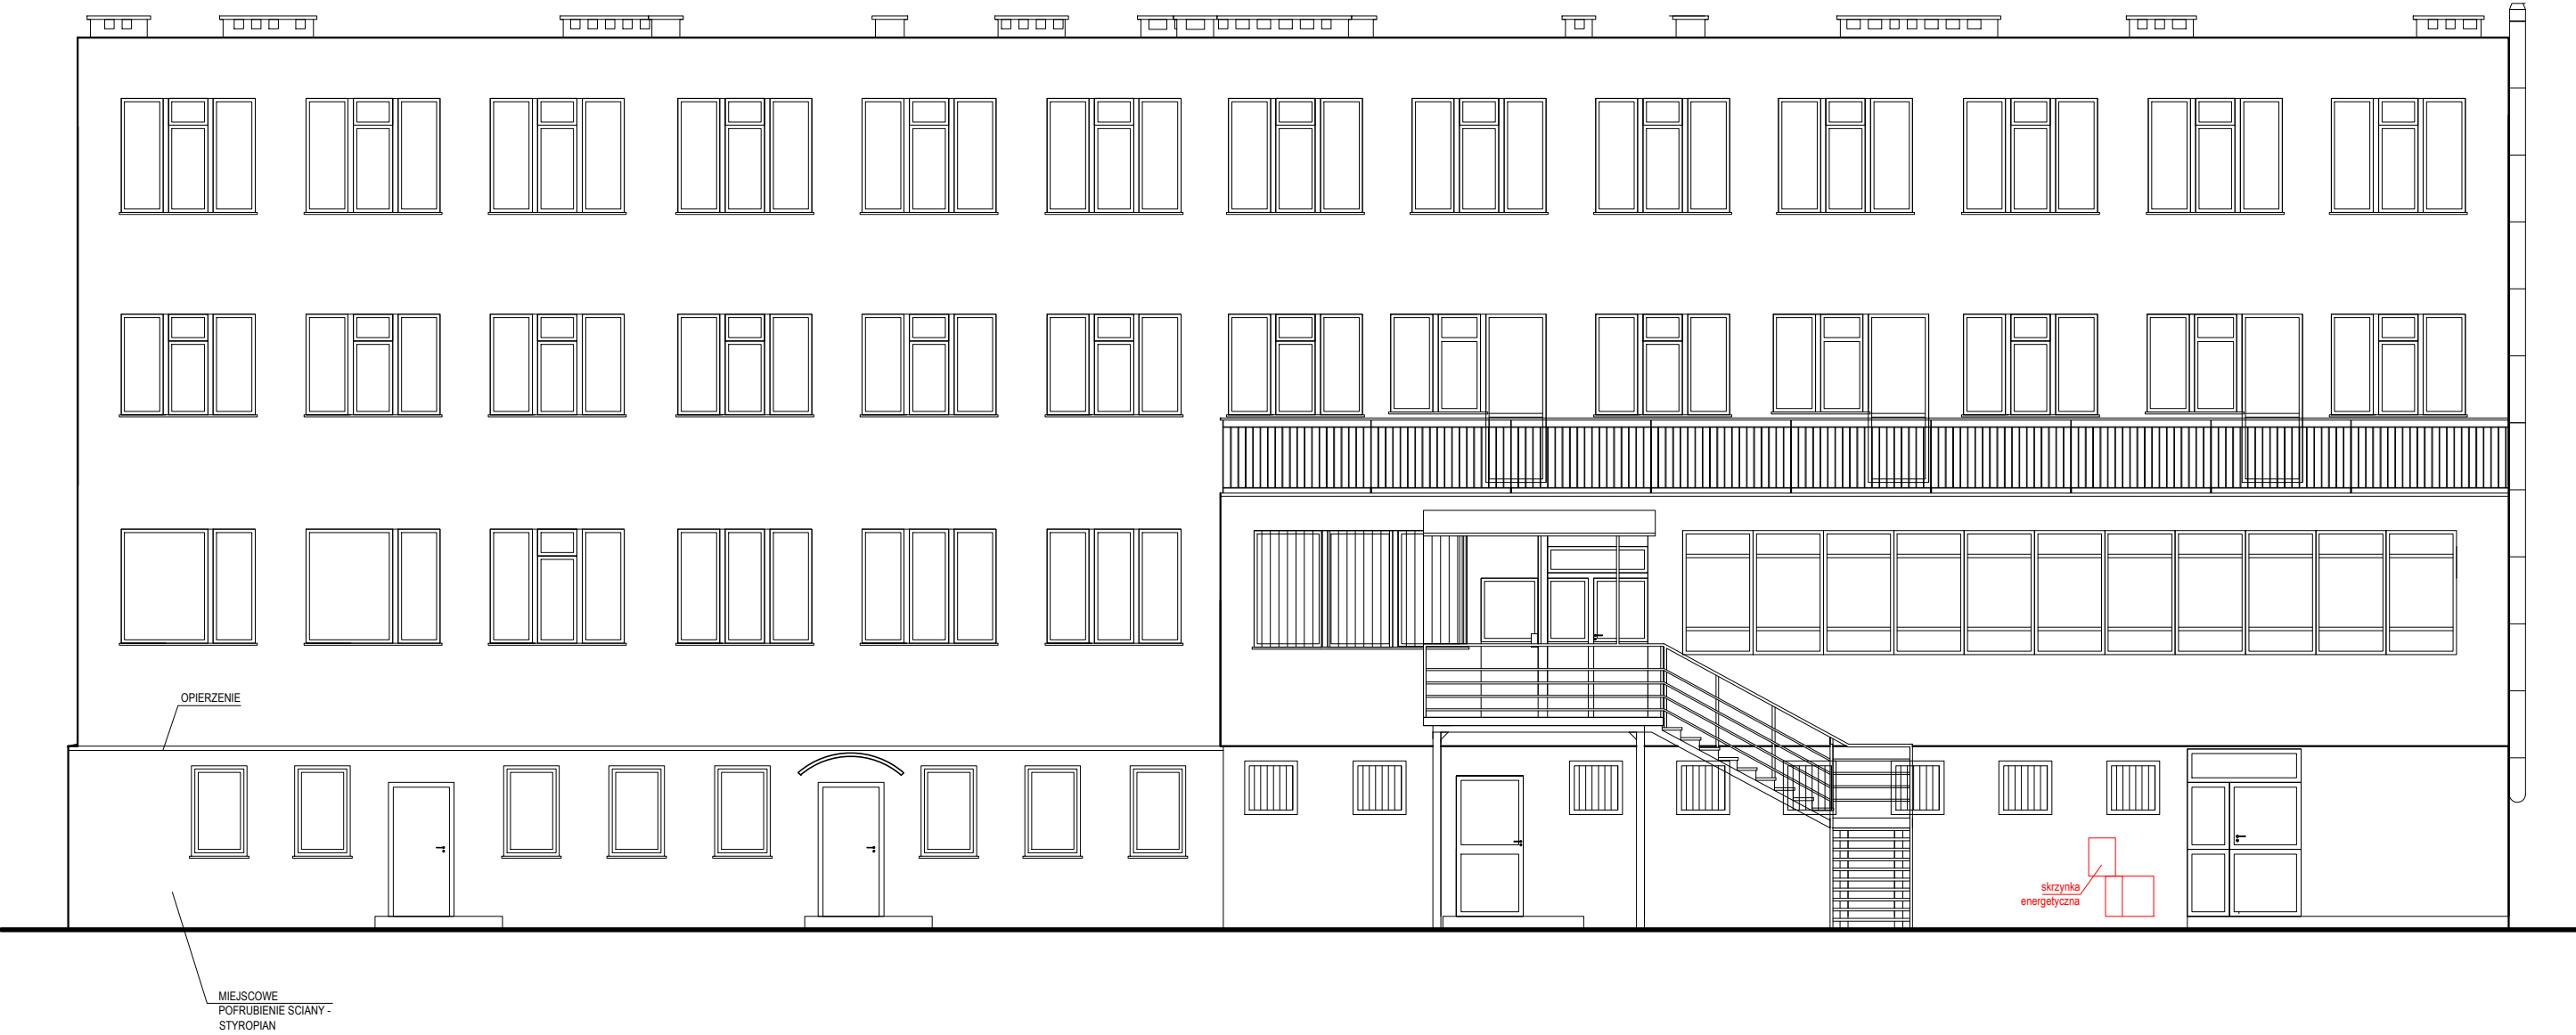 OPIERZENIE
skrzynka
energetyczna
MIEJSCOWE
POFRUBIENIE SCIANY -
STYROPIAN